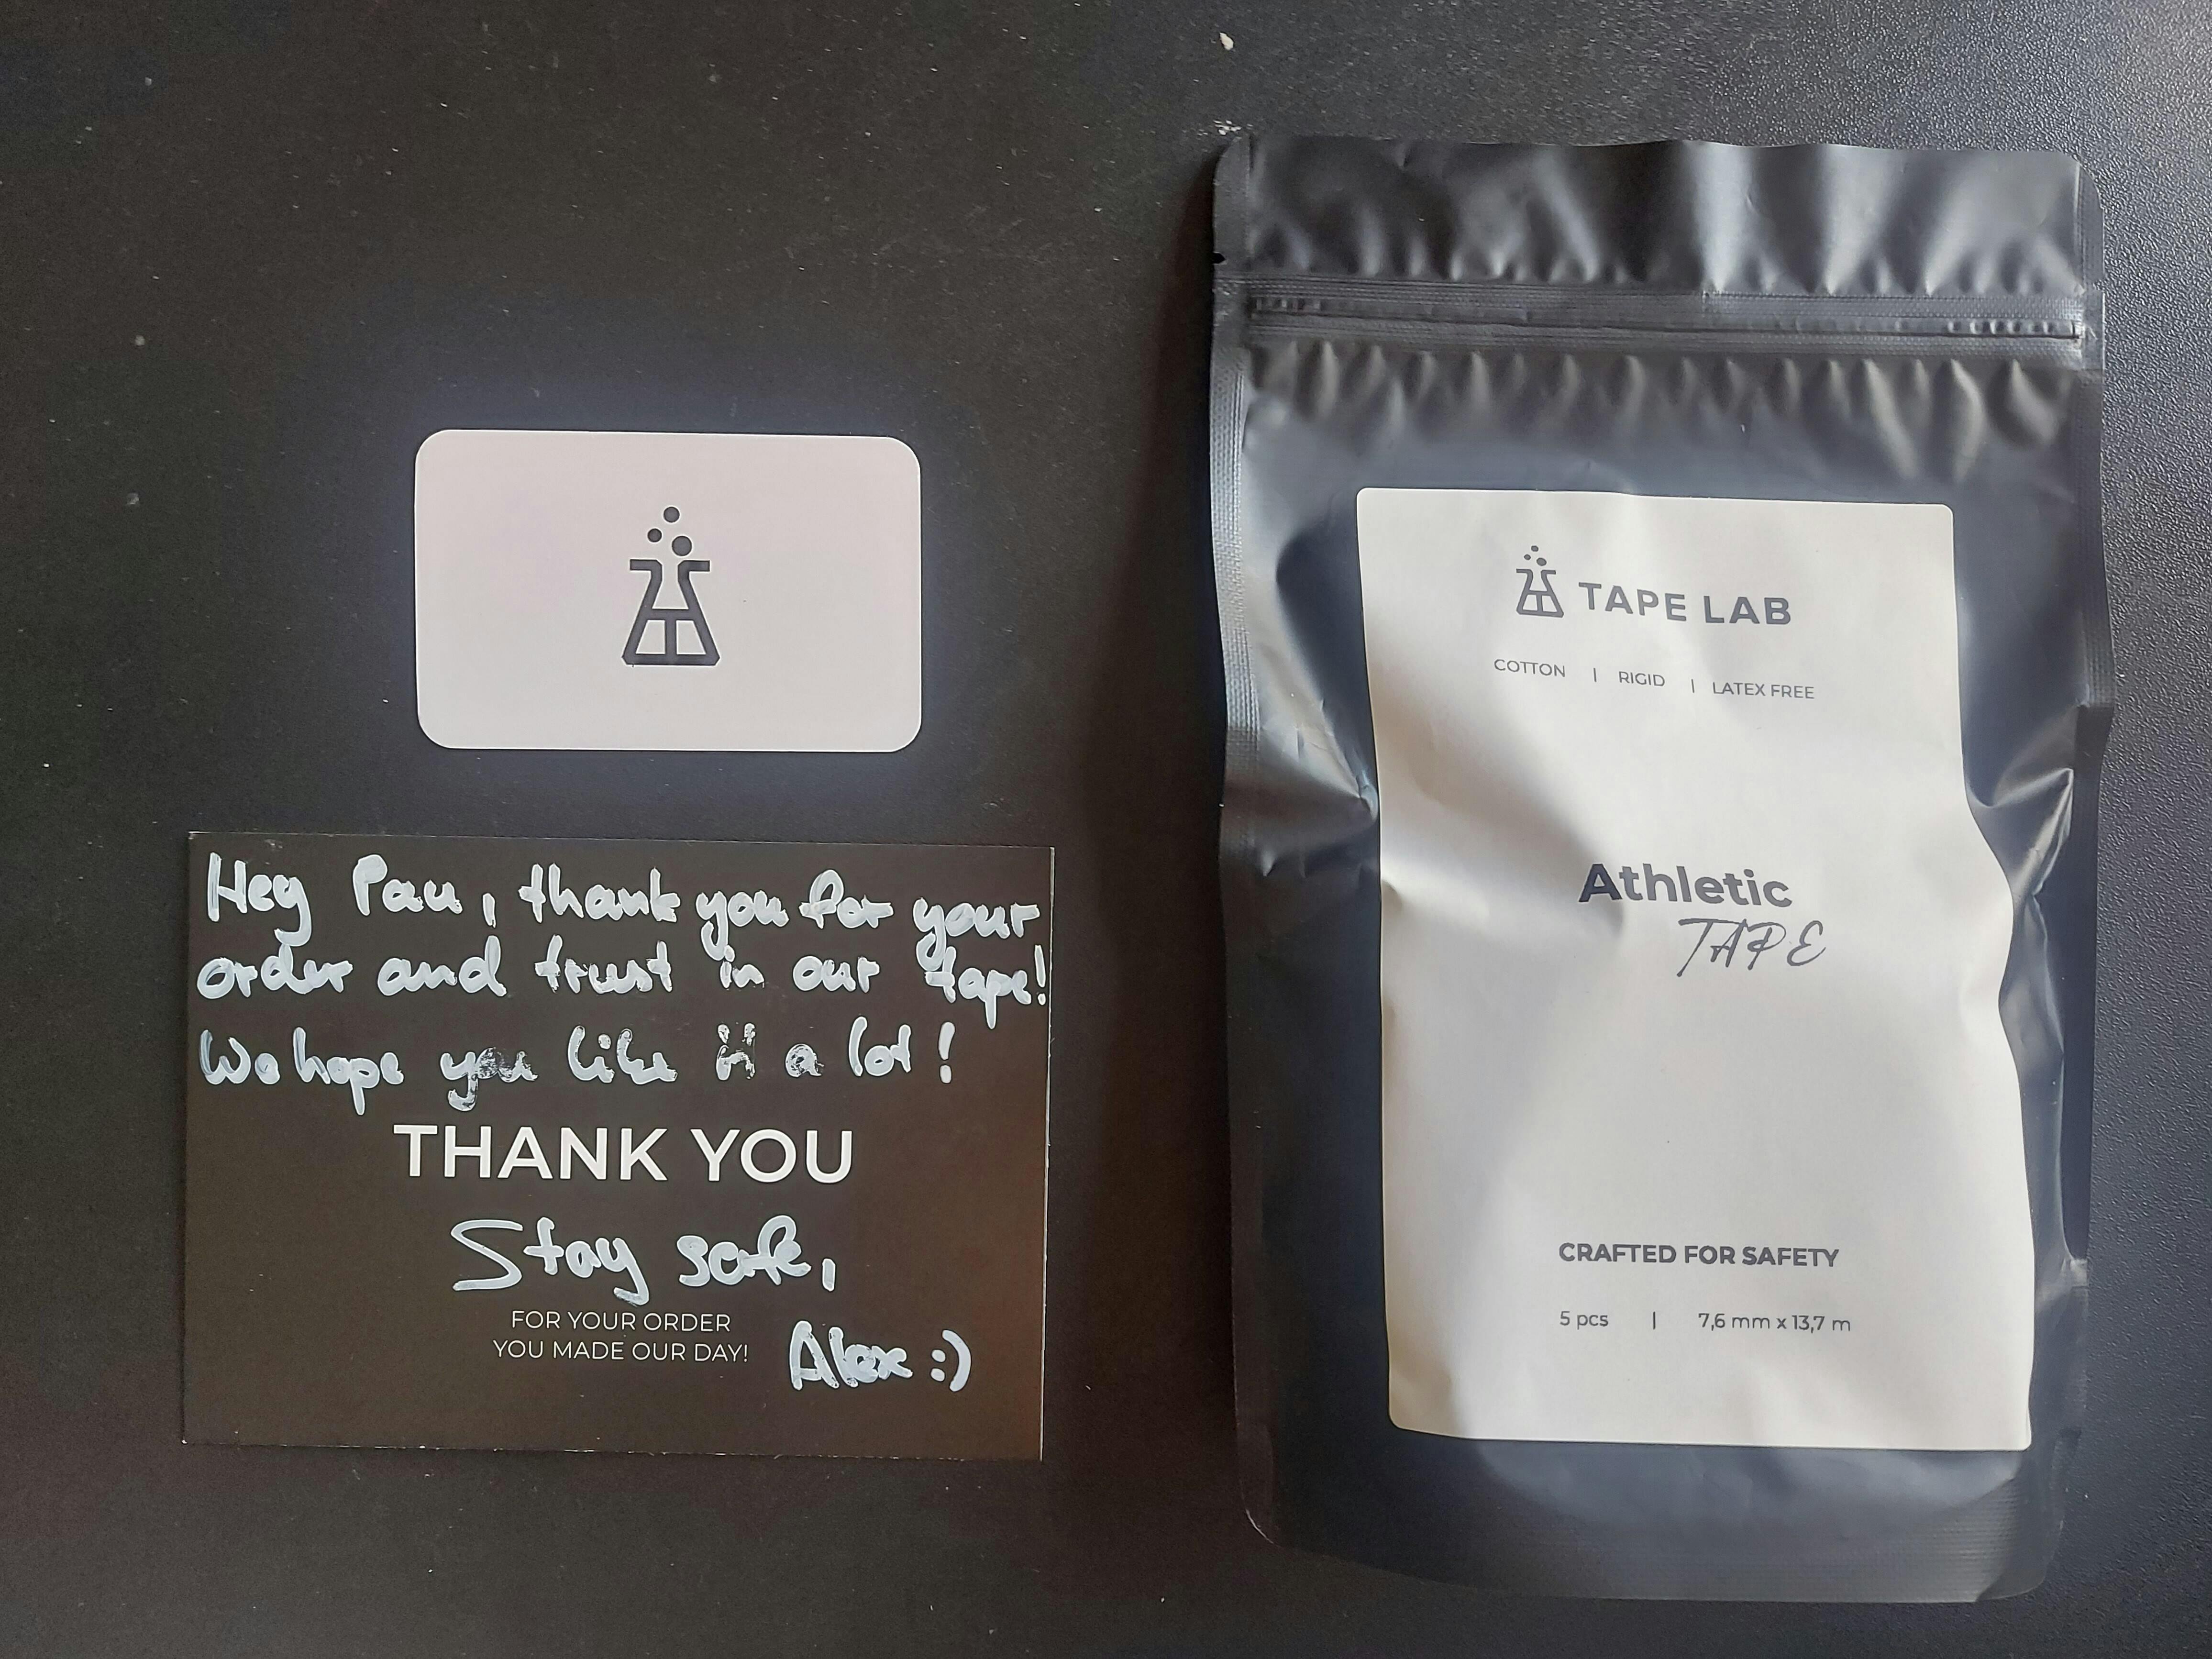 Hey Pau, thank you for your
order and trust in our tape!
We hope you like it a lot!
THANK YOU
Stay safe,
FOR YOUR ORDER
YOU MADE OUR DAY!
Alex :)
TAPE LAB
COTTON | RIGID | LATEX FREE
Athletic
TAPE
CRAFTED FOR SAFETY
5 pcs | 7,6 mm x 13,7 m